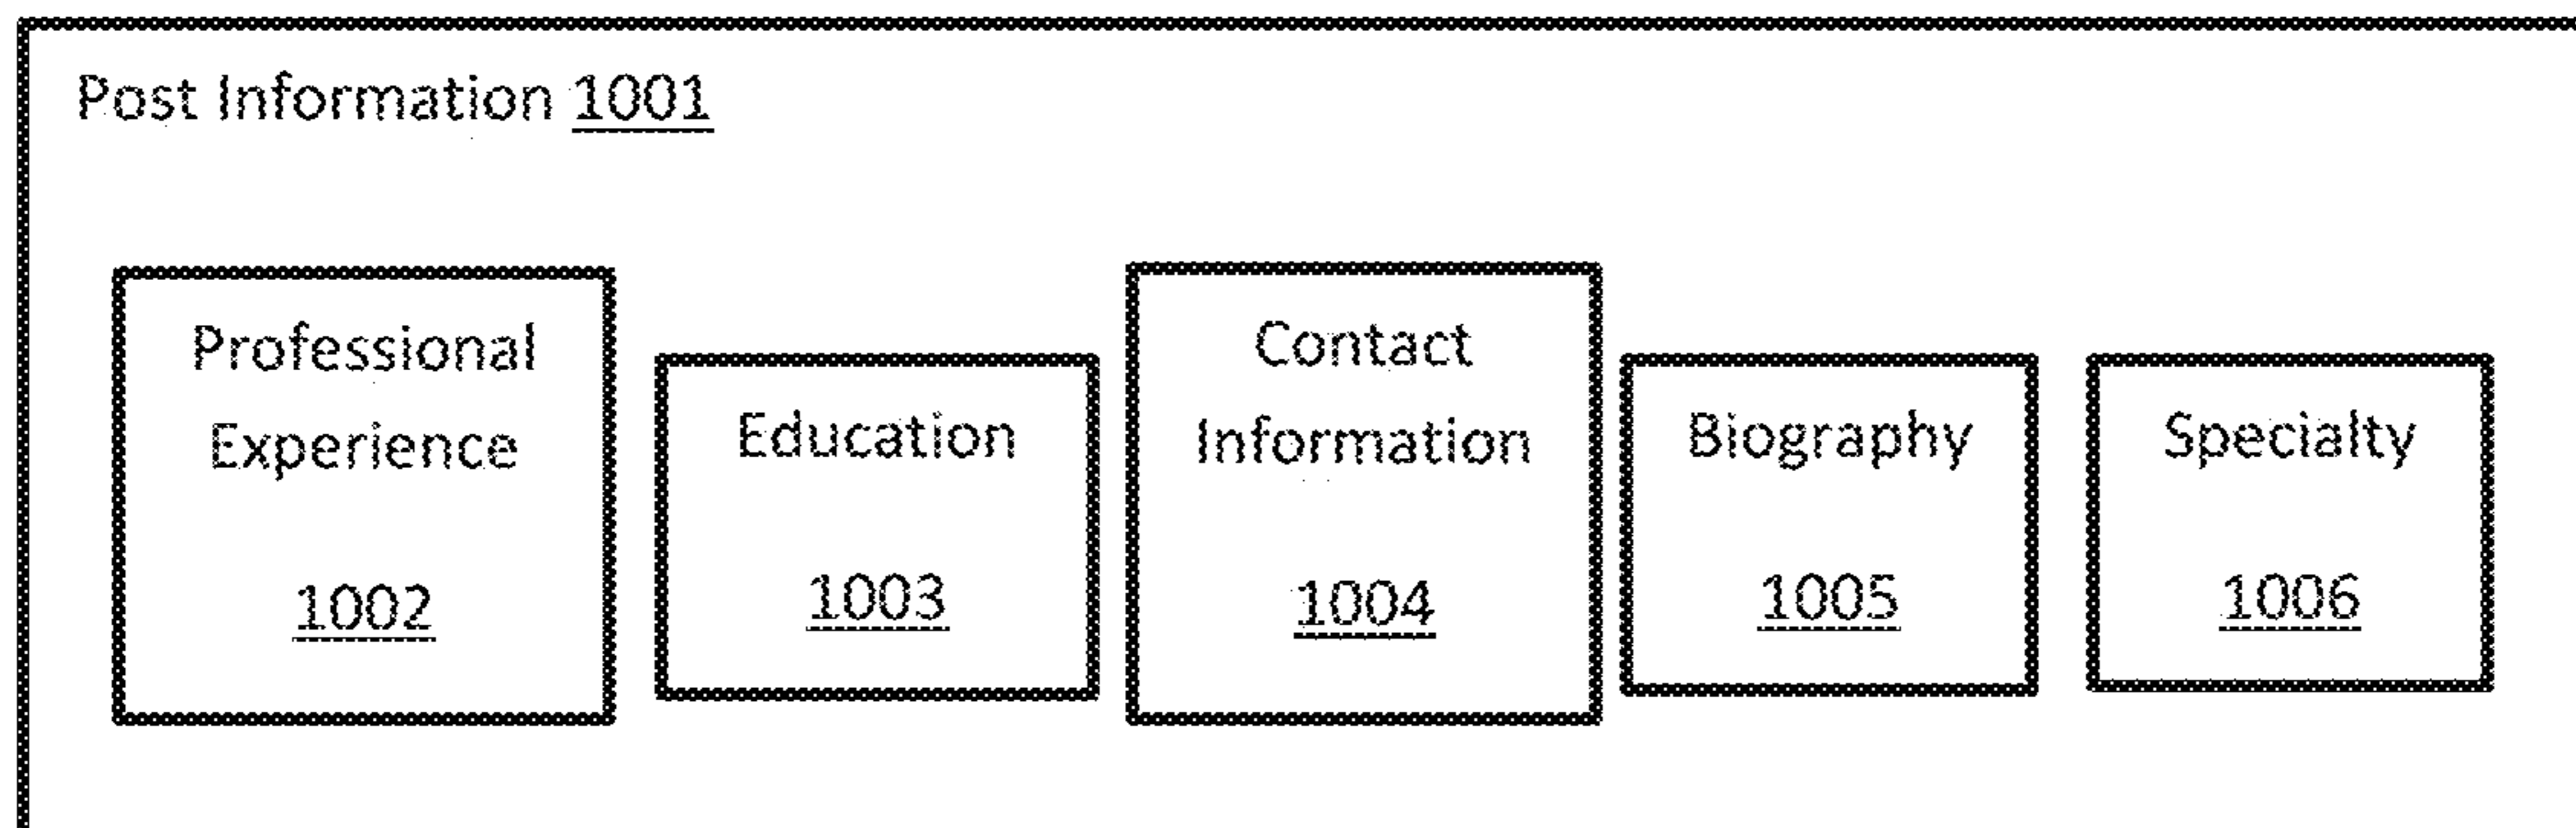 Post Information 1001
Professional
Experience
1002
Education
1003
Contact
Information
1004
Biography
1005
Specialty
1006